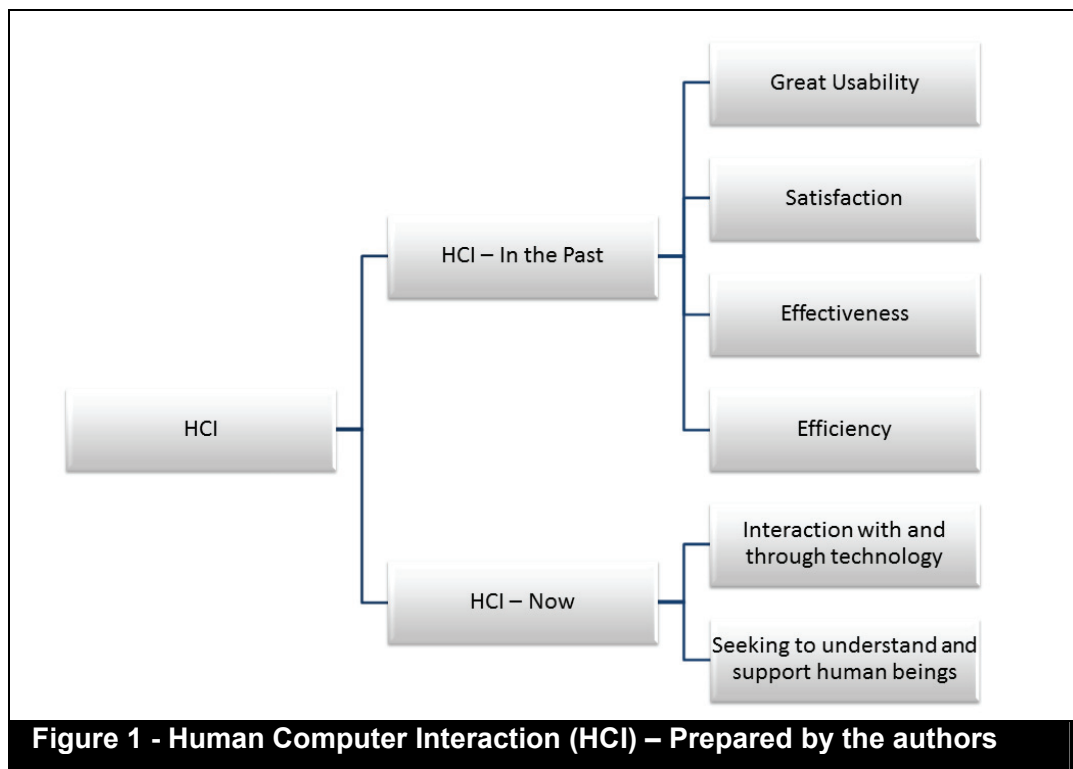 Great Usability
Satisfaction
HCI – In the Past
Effectiveness
HCI
Efficiency
Interaction with and
through technology
HCI – Now
Seeking to understand and
support human beings
Figure 1 - Human Computer Interaction (HCI) – Prepared by the authors